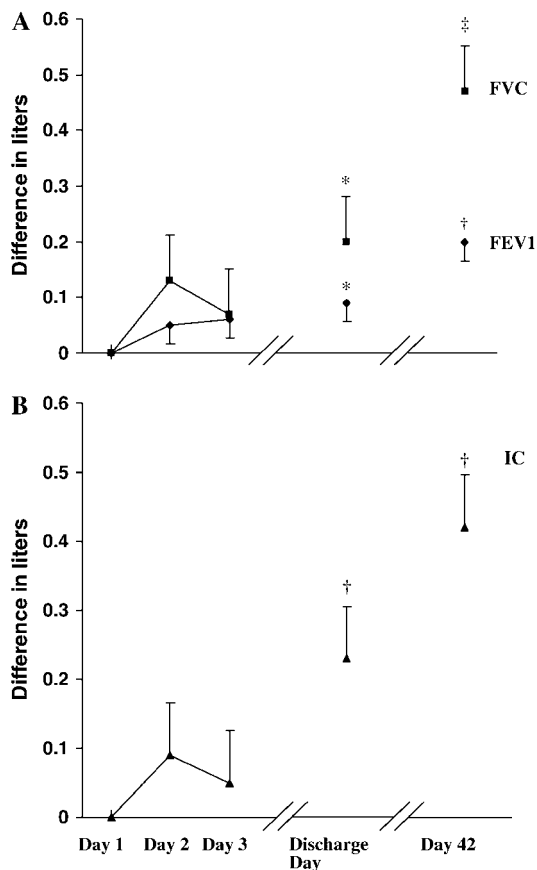 A
0.6
‡
0.5
FVC
0.4
Difference in liters
0.3
*
†
0.2
FEV1
*
0.1
0
B
0.6
†
IC
0.5
0.4
Difference in liters
†
0.3
0.2
0.1
0
Day 1 Day 2 Day 3 Discharge Day Day 42